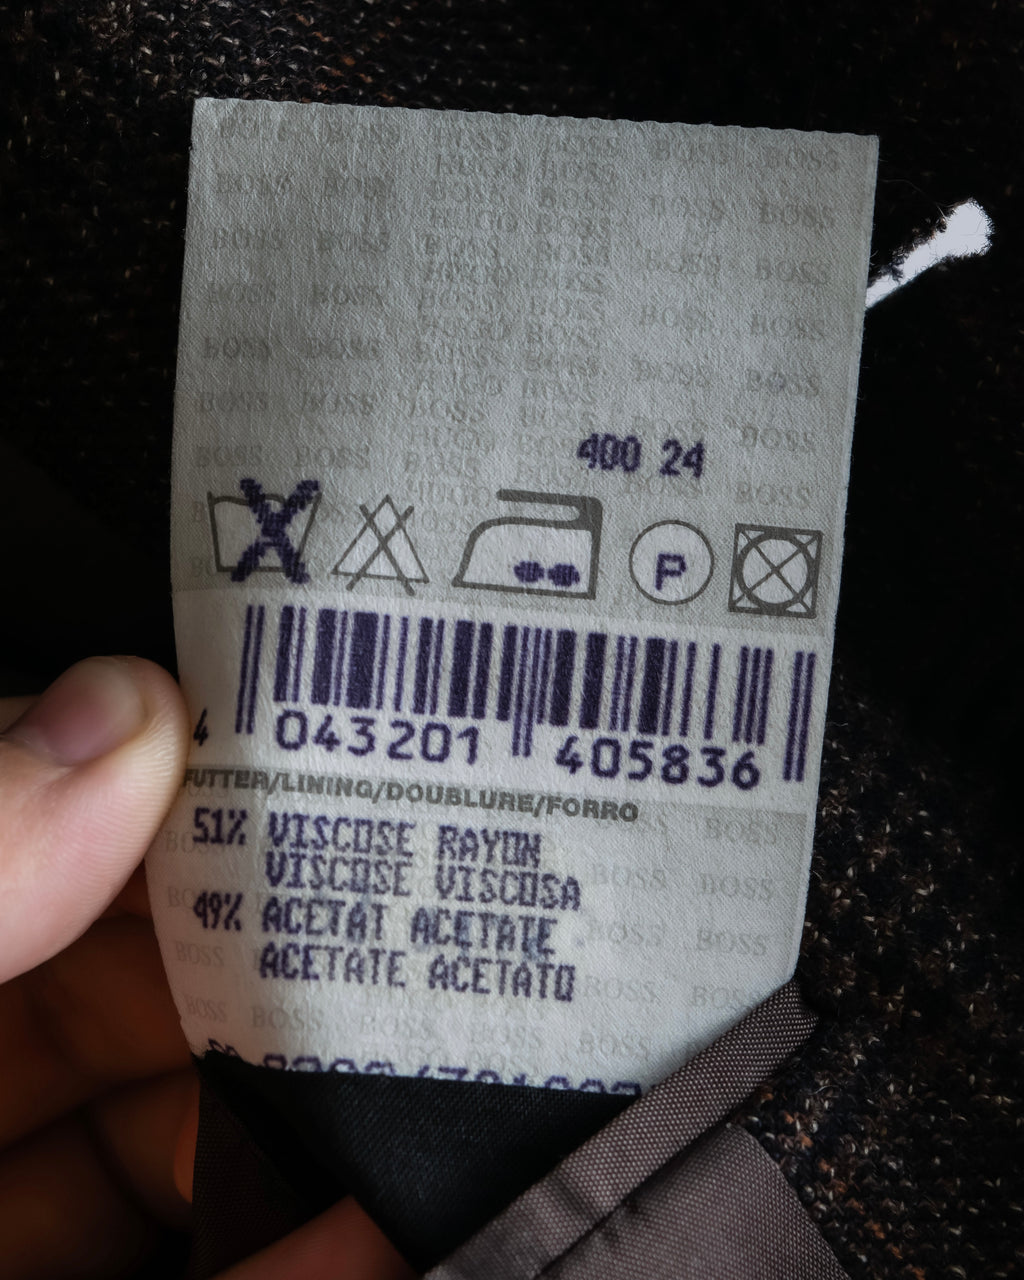 400 24
P
4 043201 405836
FUTTER/LINING/DOUBLURE/FORRO
51% VISCOSE RAYON
VISCOSE VISCOSA
49% ACETAT ACETATE
ACETATE ACETATO